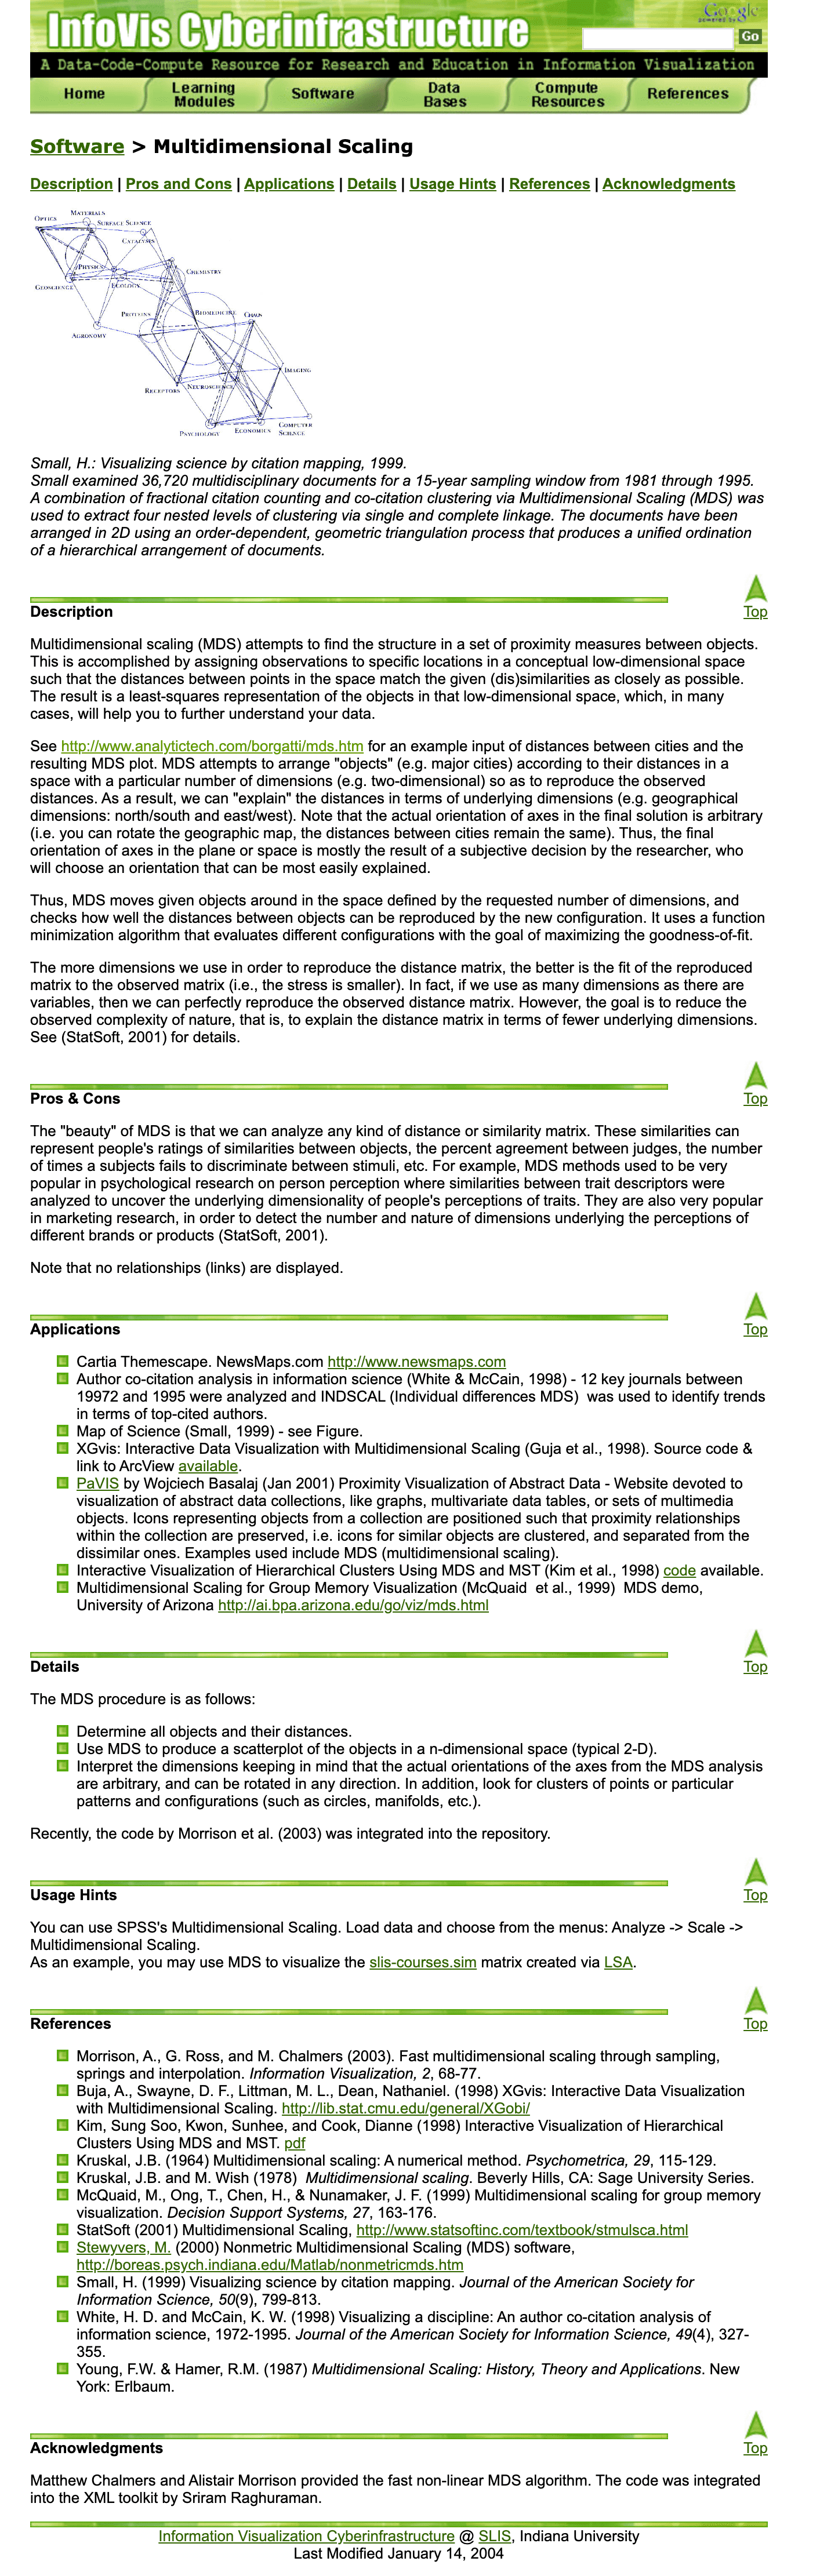 InfoVis Cyberinfrastructure
powered by Google
Go
A Data-Code-Compute Resource for Research and Education in Information Visualization
Home
Learning Modules
Software
Data Bases
Compute Resources
References
Software > Multidimensional Scaling
Description | Pros and Cons | Applications | Details | Usage Hints | References | Acknowledgments
OPTICS
MATERIALS
SURFACE SCIENCE
CATALYSIS
PHYSICS
GEOSCIENCE
ECOLOGY
CHEMISTRY
PROTEINS
BIOMEDICINE
CHAOS
AGRONOMY
IMAGING
RECEPTORS
NEUROSCIENCE
PSYCHOLOGY
ECONOMICS
COMPUTER
SCIENCE
Small, H.: Visualizing science by citation mapping, 1999.
Small examined 36,720 multidisciplinary documents for a 15-year sampling window from 1981 through 1995.
A combination of fractional citation counting and co-citation clustering via Multidimensional Scaling (MDS) was
used to extract four nested levels of clustering via single and complete linkage. The documents have been
arranged in 2D using an order-dependent, geometric triangulation process that produces a unified ordination
of a hierarchical arrangement of documents.
Description
Top
Multidimensional scaling (MDS) attempts to find the structure in a set of proximity measures between objects.
This is accomplished by assigning observations to specific locations in a conceptual low-dimensional space
such that the distances between points in the space match the given (dis)similarities as closely as possible.
The result is a least-squares representation of the objects in that low-dimensional space, which, in many
cases, will help you to further understand your data.
See http://www.analytictech.com/borgatti/mds.htm for an example input of distances between cities and the
resulting MDS plot. MDS attempts to arrange "objects" (e.g. major cities) according to their distances in a
space with a particular number of dimensions (e.g. two-dimensional) so as to reproduce the observed
distances. As a result, we can "explain" the distances in terms of underlying dimensions (e.g. geographical
dimensions: north/south and east/west). Note that the actual orientation of axes in the final solution is arbitrary
(i.e. you can rotate the geographic map, the distances between cities remain the same). Thus, the final
orientation of axes in the plane or space is mostly the result of a subjective decision by the researcher, who
will choose an orientation that can be most easily explained.
Thus, MDS moves given objects around in the space defined by the requested number of dimensions, and
checks how well the distances between objects can be reproduced by the new configuration. It uses a function
minimization algorithm that evaluates different configurations with the goal of maximizing the goodness-of-fit.
The more dimensions we use in order to reproduce the distance matrix, the better is the fit of the reproduced
matrix to the observed matrix (i.e., the stress is smaller). In fact, if we use as many dimensions as there are
variables, then we can perfectly reproduce the observed distance matrix. However, the goal is to reduce the
observed complexity of nature, that is, to explain the distance matrix in terms of fewer underlying dimensions.
See (StatSoft, 2001) for details.
Pros & Cons
Top
The "beauty" of MDS is that we can analyze any kind of distance or similarity matrix. These similarities can
represent people's ratings of similarities between objects, the percent agreement between judges, the number
of times a subjects fails to discriminate between stimuli, etc. For example, MDS methods used to be very
popular in psychological research on person perception where similarities between trait descriptors were
analyzed to uncover the underlying dimensionality of people's perceptions of traits. They are also very popular
in marketing research, in order to detect the number and nature of dimensions underlying the perceptions of
different brands or products (StatSoft, 2001).
Note that no relationships (links) are displayed.
Applications
Top
Cartia Themescape. NewsMaps.com http://www.newsmaps.com
Author co-citation analysis in information science (White & McCain, 1998) - 12 key journals between
19972 and 1995 were analyzed and INDSCAL (Individual differences MDS) was used to identify trends
in terms of top-cited authors.
Map of Science (Small, 1999) - see Figure.
XGvis: Interactive Data Visualization with Multidimensional Scaling (Guja et al., 1998). Source code &
link to ArcView available.
PaVIS by Wojciech Basalaj (Jan 2001) Proximity Visualization of Abstract Data - Website devoted to
visualization of abstract data collections, like graphs, multivariate data tables, or sets of multimedia
objects. Icons representing objects from a collection are positioned such that proximity relationships
within the collection are preserved, i.e. icons for similar objects are clustered, and separated from the
dissimilar ones. Examples used include MDS (multidimensional scaling).
Interactive Visualization of Hierarchical Clusters Using MDS and MST (Kim et al., 1998) code available.
Multidimensional Scaling for Group Memory Visualization (McQuaid et al., 1999) MDS demo,
University of Arizona http://ai.bpa.arizona.edu/go/viz/mds.html
Details
Top
The MDS procedure is as follows:
Determine all objects and their distances.
Use MDS to produce a scatterplot of the objects in a n-dimensional space (typical 2-D).
Interpret the dimensions keeping in mind that the actual orientations of the axes from the MDS analysis
are arbitrary, and can be rotated in any direction. In addition, look for clusters of points or particular
patterns and configurations (such as circles, manifolds, etc.).
Recently, the code by Morrison et al. (2003) was integrated into the repository.
Usage Hints
Top
You can use SPSS's Multidimensional Scaling. Load data and choose from the menus: Analyze -> Scale ->
Multidimensional Scaling.
As an example, you may use MDS to visualize the slis-courses.sim matrix created via LSA.
References
Top
Morrison, A., G. Ross, and M. Chalmers (2003). Fast multidimensional scaling through sampling,
springs and interpolation. Information Visualization, 2, 68-77.
Buja, A., Swayne, D. F., Littman, M. L., Dean, Nathaniel. (1998) XGvis: Interactive Data Visualization
with Multidimensional Scaling. http://lib.stat.cmu.edu/general/XGobi/
Kim, Sung Soo, Kwon, Sunhee, and Cook, Dianne (1998) Interactive Visualization of Hierarchical
Clusters Using MDS and MST. pdf
Kruskal, J.B. (1964) Multidimensional scaling: A numerical method. Psychometrica, 29, 115-129.
Kruskal, J.B. and M. Wish (1978) Multidimensional scaling. Beverly Hills, CA: Sage University Series.
McQuaid, M., Ong, T., Chen, H., & Nunamaker, J. F. (1999) Multidimensional scaling for group memory
visualization. Decision Support Systems, 27, 163-176.
StatSoft (2001) Multidimensional Scaling, http://www.statsoftinc.com/textbook/stmulsca.html
Stewyvers, M. (2000) Nonmetric Multidimensional Scaling (MDS) software,
http://boreas.psych.indiana.edu/Matlab/nonmetricmds.htm
Small, H. (1999) Visualizing science by citation mapping. Journal of the American Society for
Information Science, 50(9), 799-813.
White, H. D. and McCain, K. W. (1998) Visualizing a discipline: An author co-citation analysis of
information science, 1972-1995. Journal of the American Society for Information Science, 49(4), 327-
355.
Young, F.W. & Hamer, R.M. (1987) Multidimensional Scaling: History, Theory and Applications. New
York: Erlbaum.
Acknowledgments
Top
Matthew Chalmers and Alistair Morrison provided the fast non-linear MDS algorithm. The code was integrated
into the XML toolkit by Sriram Raghuraman.
Information Visualization Cyberinfrastructure @ SLIS, Indiana University
Last Modified January 14, 2004